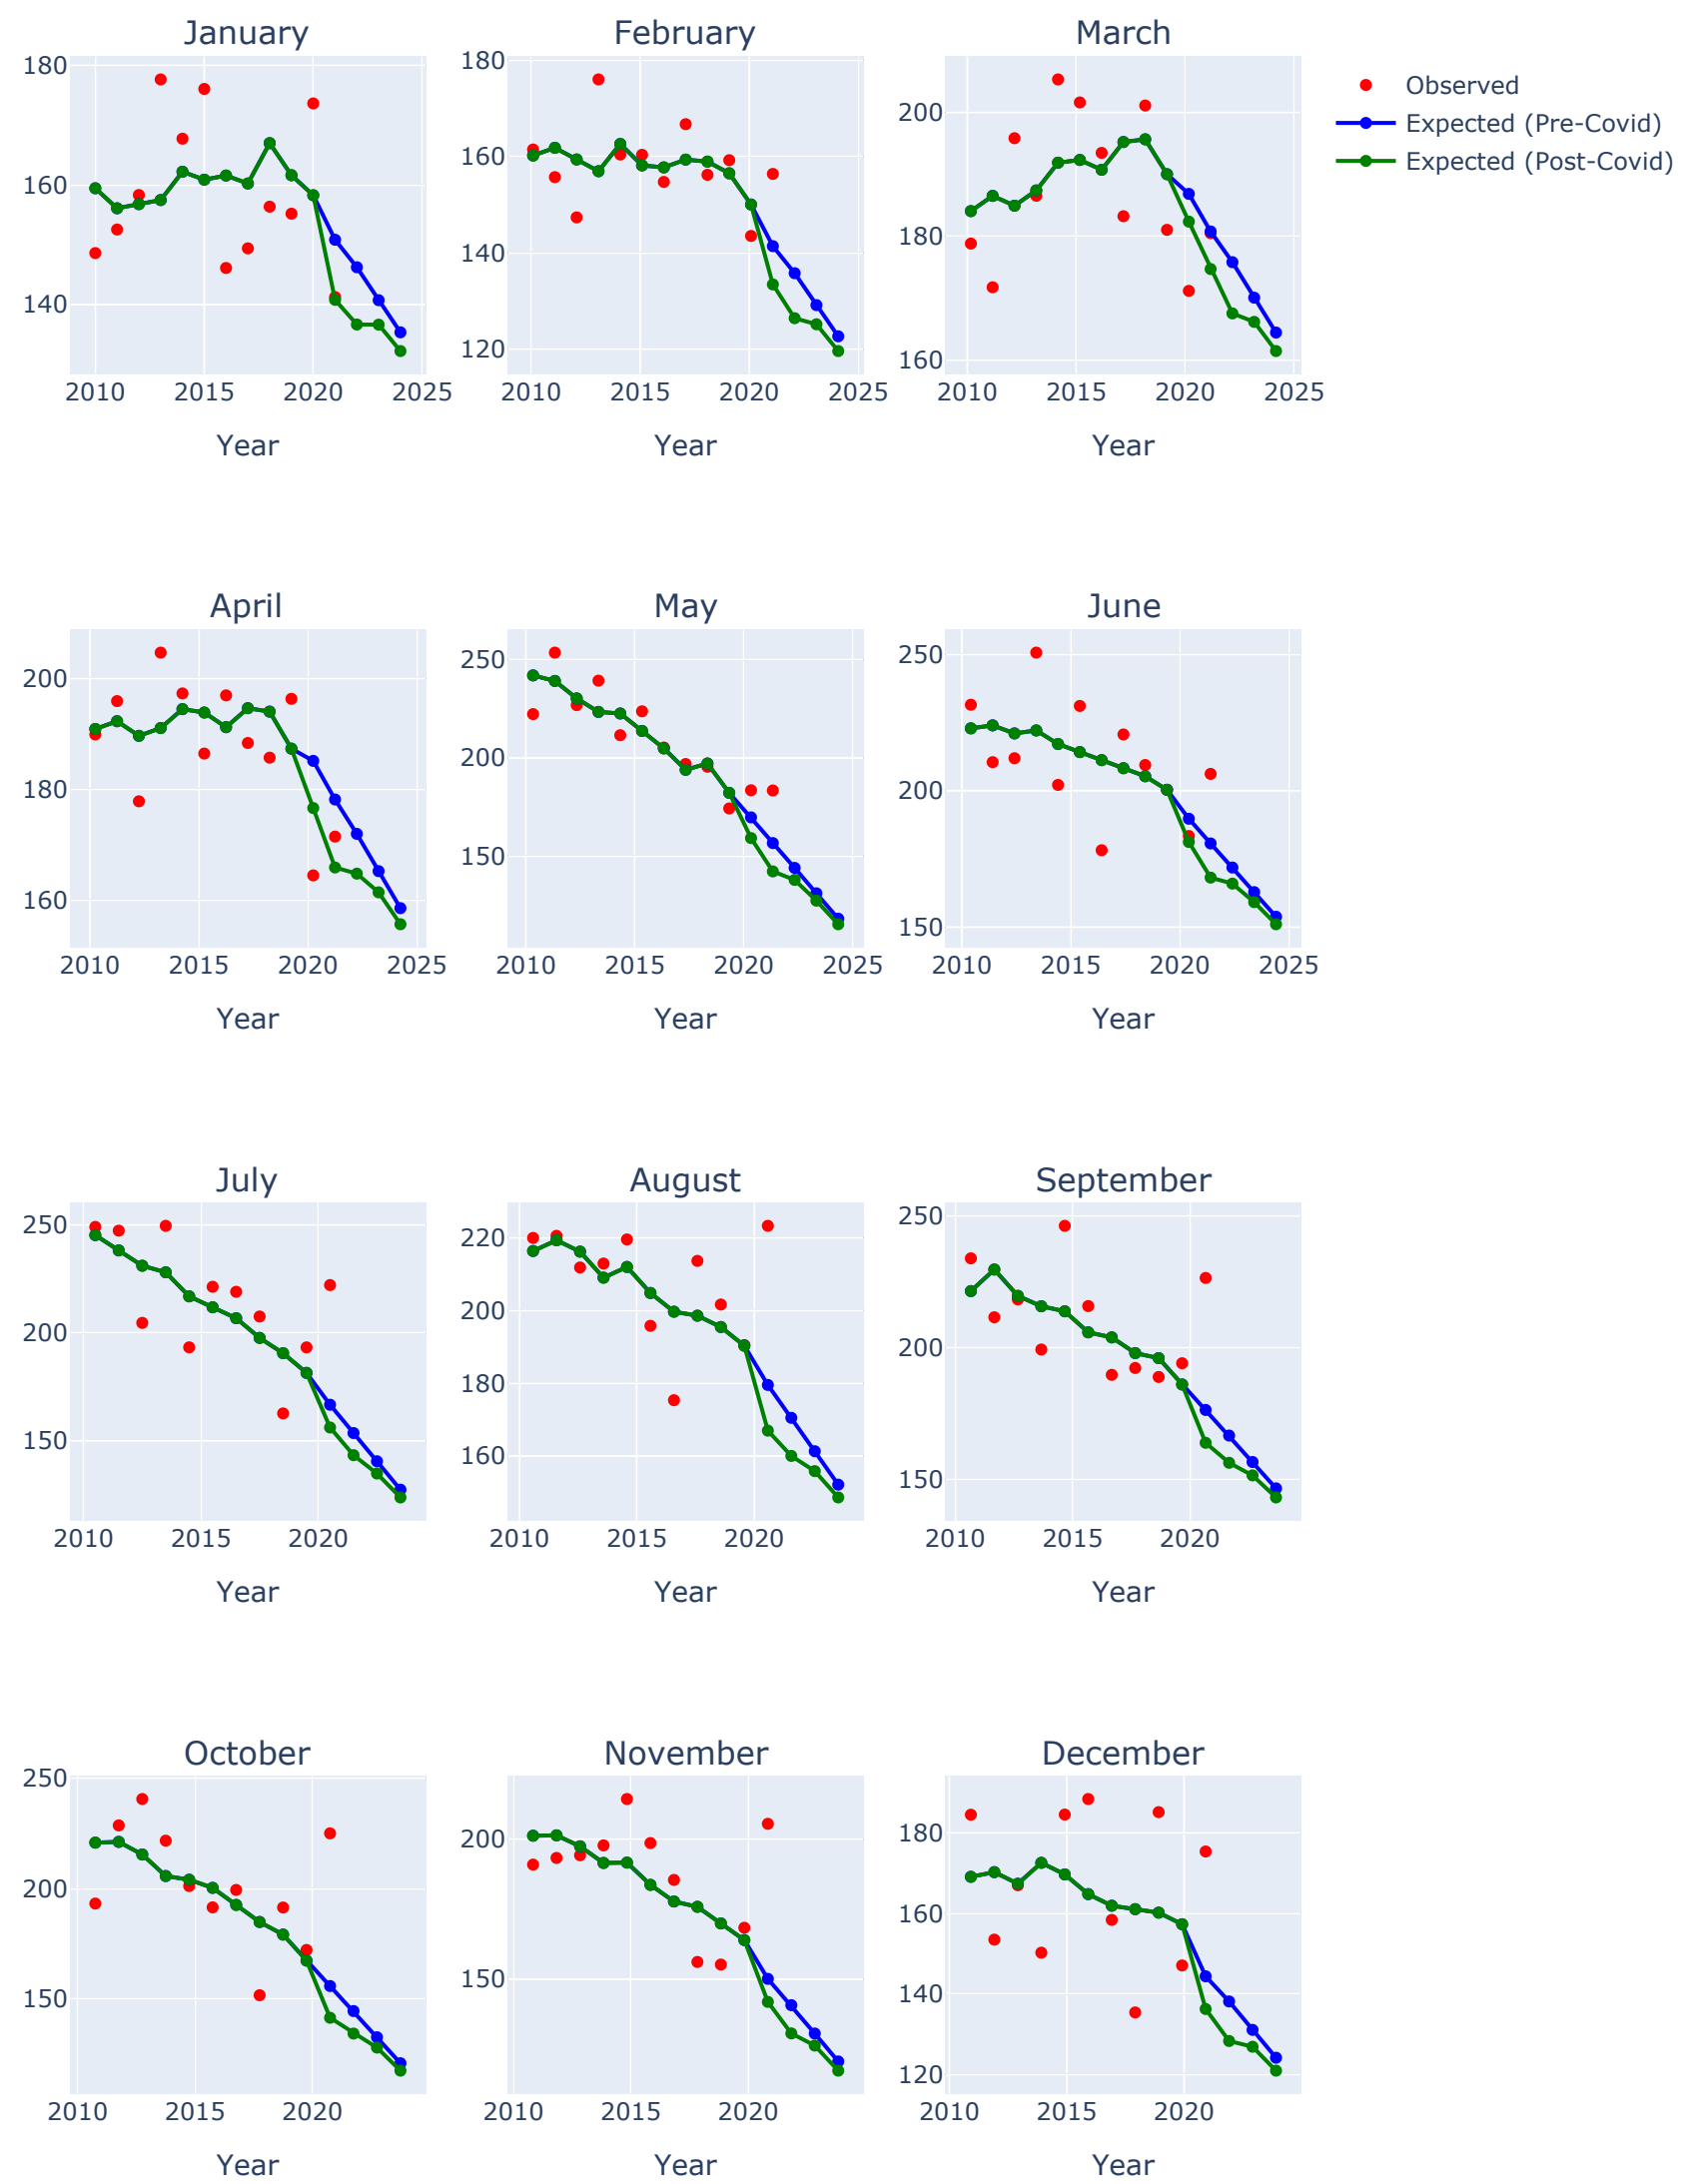 January February March
180 180
Observed
200
Expected (Pre-Covid)
160 160
Expected (Post-Covid)
180
140
140
120
160
2010 2015 2020 2025 2010 2015 2020 2025 2010 2015 2020 2025
Year Year Year
April May June
250 250
200
200
200
180
150
160
150
2010 2015 2020 2025 2010 2015 2020 2025 2010 2015 2020 2025
Year Year Year
July August September
250 220 250
200 200 200
180
150 160 150
2010 2015 2020 2010 2015 2020 2010 2015 2020
Year Year Year
October November December
250
200 180
200
160
150 150 140
120
2010 2015 2020 2010 2015 2020 2010 2015 2020
Year Year Year